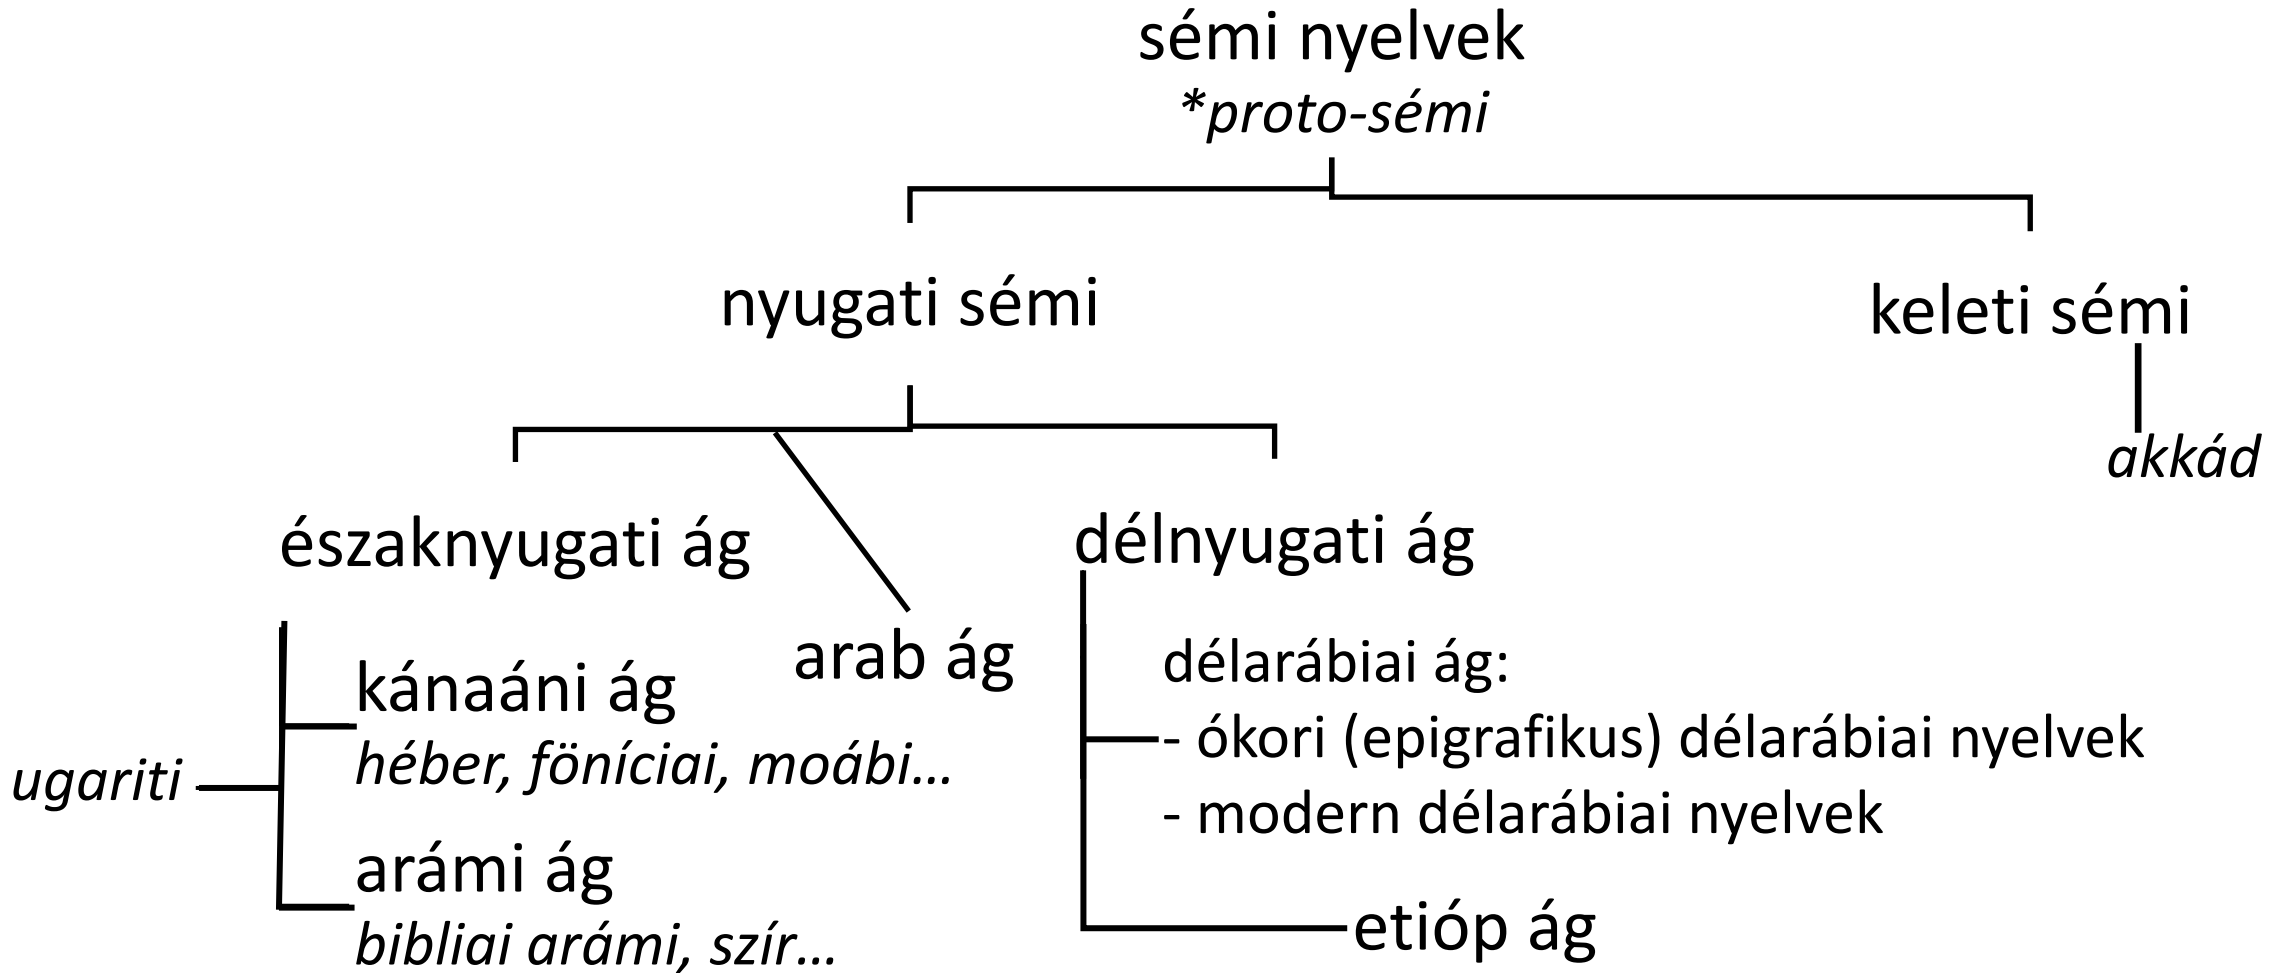 sémi nyelvek
*proto-sémi
nyugati sémi
keleti sémi
akkád
északnyugati ág
délnyugati ág
arab ág
kánaáni ág
héber, föníciai, moábi...
ugariti
arámi ág
bibliai arámi, szír...
délarábiai ág:
- ókori (epigrafikus) délarábiai nyelvek
- modern délarábiai nyelvek
etióp ág